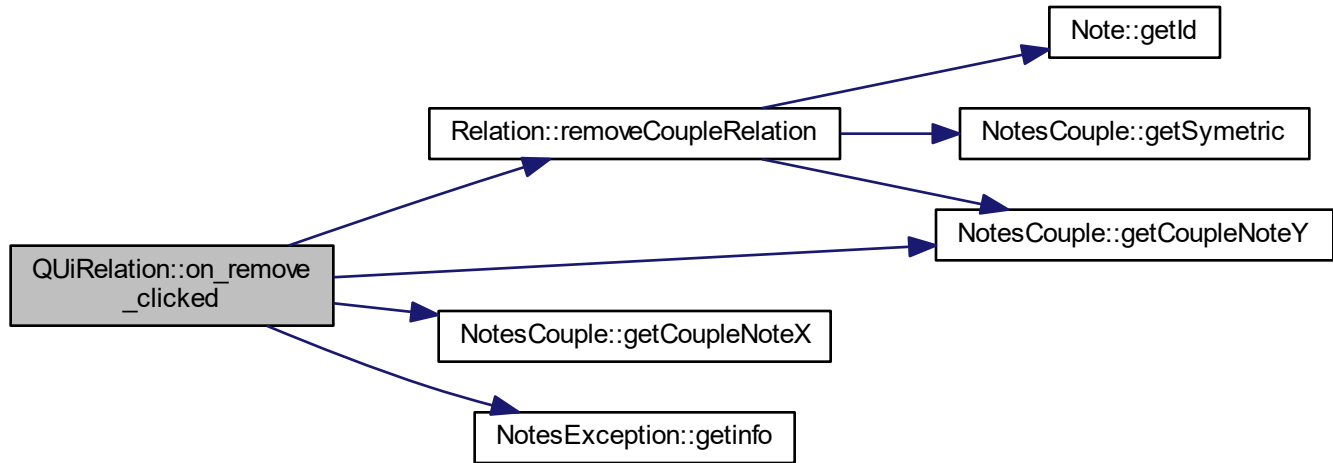 Note::getId
Relation::removeCoupleRelation
NotesCouple::getSymetric
NotesCouple::getCoupleNoteY
QUiRelation::on_remove
_clicked
NotesCouple::getCoupleNoteX
NotesException::getinfo